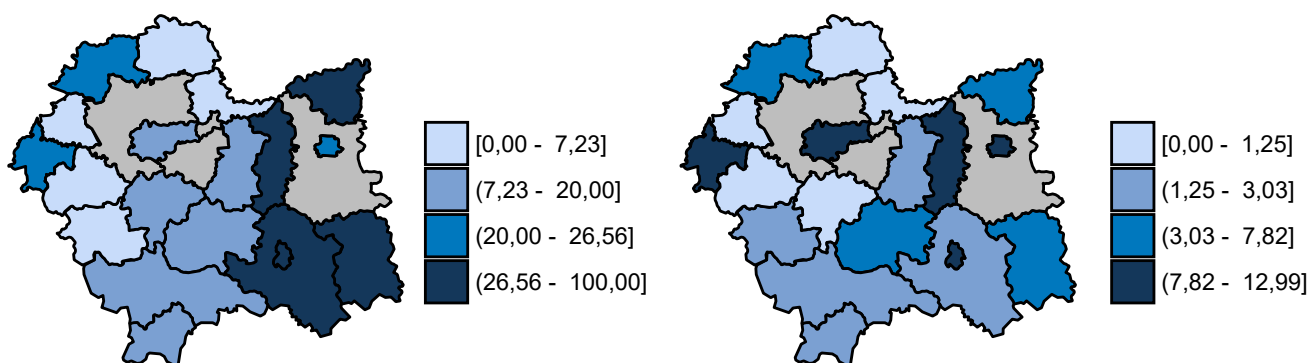 [0,00 - 7,23]
(7,23 - 20,00]
(20,00 - 26,56]
(26,56 - 100,00]
[0,00 - 1,25]
(1,25 - 3,03]
(3,03 - 7,82]
(7,82 - 12,99]